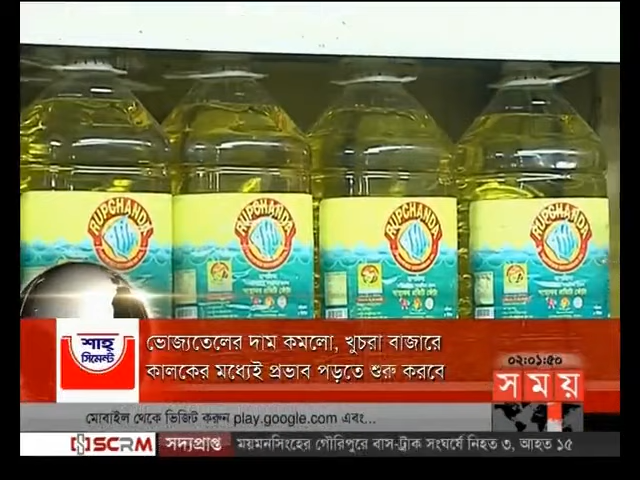 RUPCHANDA RUPCHANDA RUPCHANDA RUPCHANDA
শাহ্ সিমেন্ট
ভোজ্যতেলের দাম কমলো, খুচরা বাজারে
কালকের মধ্যেই প্রভাব পড়তে শুরু করবে
০২:০১:৫০
সময়
মোবাইল থেকে ভিজিট করুন play.google.com এবং...
SCRM সদ্যপ্রাপ্ত ময়মনসিংহের গৌরিপুরে বাস-ট্রাক সংঘর্ষে নিহত ৩, আহত ১৫